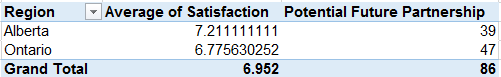 Region Average of Satisfaction Potential Future Partnership
Alberta 7.211111111 39
Ontario 6.775630252 47
Grand Total 6.952 86